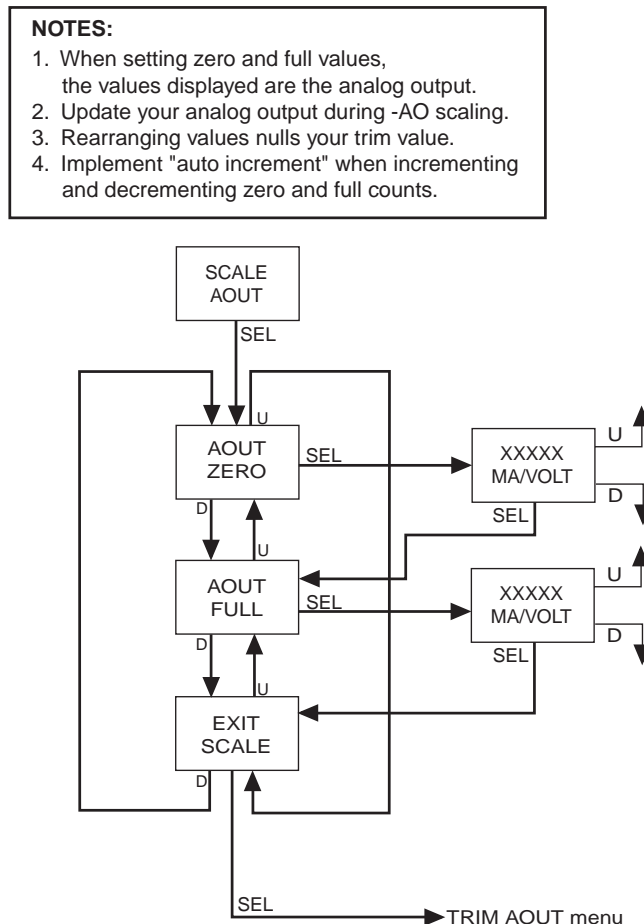 NOTES:
1. When setting zero and full values,
the values displayed are the analog output.
2. Update your analog output during -AO scaling.
3. Rearranging values nulls your trim value.
4. Implement "auto increment" when incrementing
and decrementing zero and full counts.
SCALE
AOUT
SEL
U
AOUT
ZERO
SEL
XXXXX
MA/VOLT
U
D
SEL
D
U
AOUT
FULL
SEL
XXXXX
MA/VOLT
U
D
SEL
D
U
EXIT
SCALE
D
SEL
TRIM AOUT menu